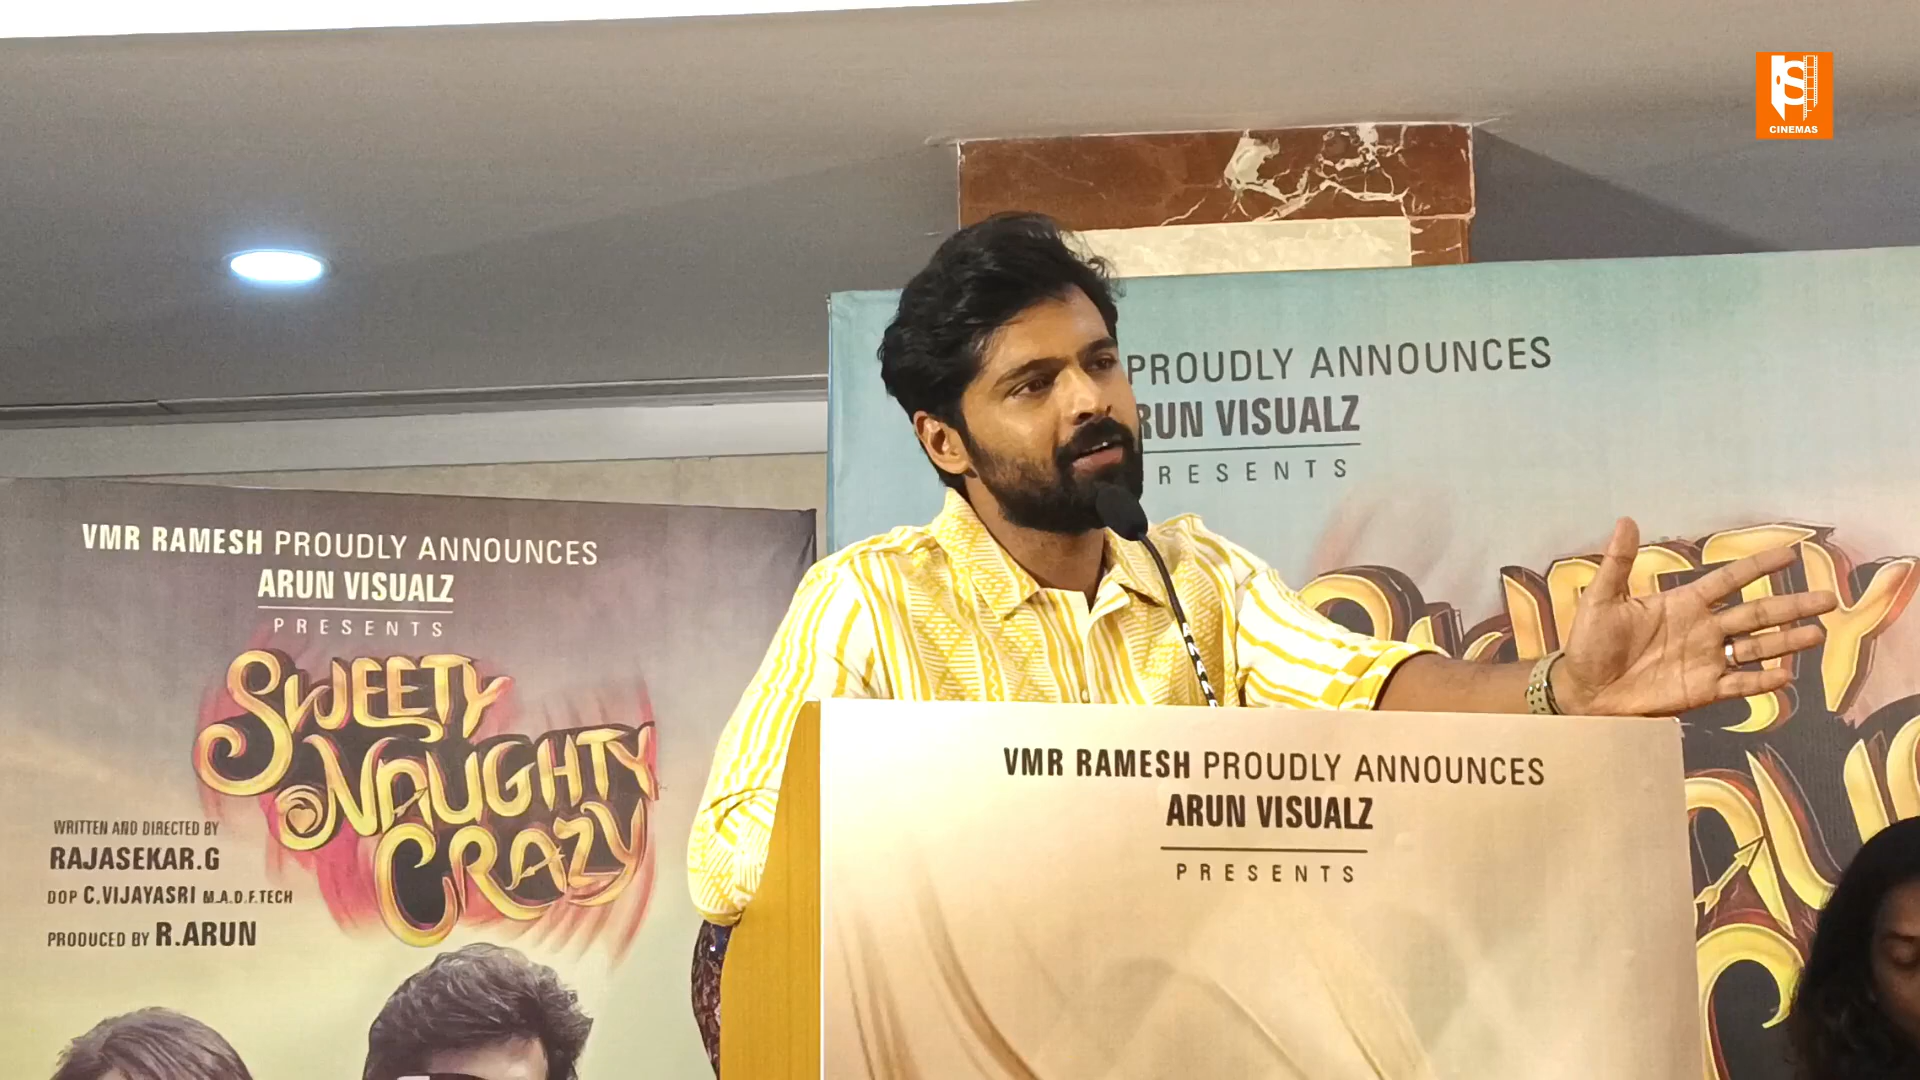 CINEMAS
VMR RAMESH PROUDLY ANNOUNCES
ARUN VISUALZ
PRESENTS
SWEETY
NAUGHTY
CRAZY
WRITTEN AND DIRECTED BY
RAJASEKAR.G
DOP C.VIJAYASRI M.A.D.F.TECH
PRODUCED BY R.ARUN
PROUDLY ANNOUNCES
RUN VISUALZ
RESENTS
VMR RAMESH PROUDLY ANNOUNCES
ARUN VISUALZ
PRESENTS